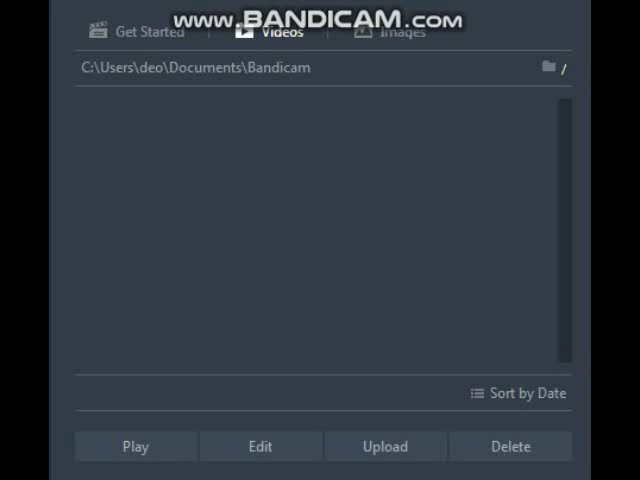 www.BANDICAM.com
Get Started Videos Images
C:\Users\deo\Documents\Bandicam /
Sort by Date
Play Edit Upload Delete